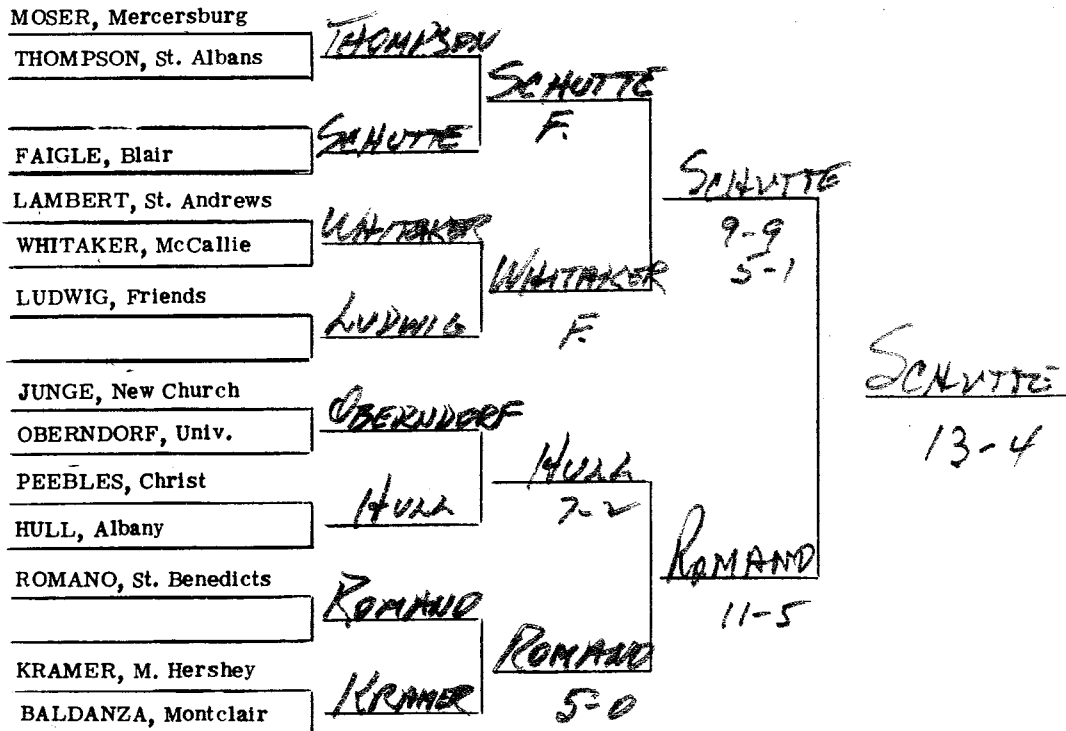 MOSER, Mercersburg
THOMPSON, St. Albans
FAIGLE, Blair
LAMBERT, St. Andrews
WHITAKER, McCallie
LUDWIG, Friends
JUNGE, New Church
OBERNDORF, Univ.
PEEBLES, Christ
HULL, Albany
ROMANO, St. Benedicts
KRAMER, M. Hershey
BALDANZA, Montclair
THOMPSON
SCHUTTE
WHITAKER
LUDWIG
OBERNDORF
HULL
ROMANO
KRAMER
SCHUTTE
F.
WHITAKER
F.
HULL
7-2
ROMANO
5-0
SCHUTTE
9-9
5-1
ROMANO
11-5
SCHUTTE
13-4